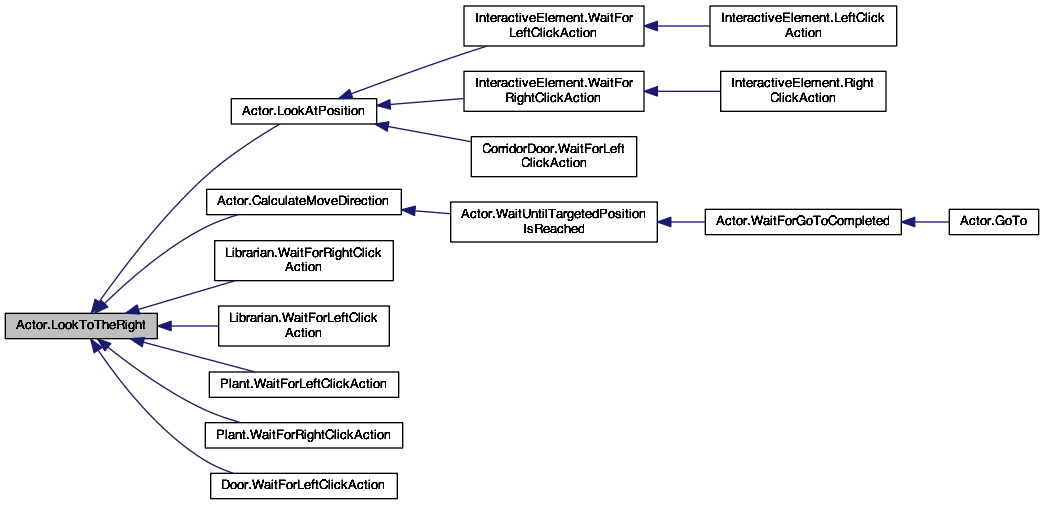 InteractiveElement.WaitFor
LeftClickAction
InteractiveElement.LeftClick
Action
InteractiveElement.WaitFor
RightClickAction
InteractiveElement.Right
ClickAction
Actor.LookAtPosition
CorridorDoor.WaitForLeft
ClickAction
Actor.CalculateMoveDirection
Actor.WaitUntilTargetedPosition
IsReached
Actor.WaitForGoToCompleted
Actor.GoTo
Librarian.WaitForRightClick
Action
Actor.LookToTheRight
Librarian.WaitForLeftClick
Action
Plant.WaitForLeftClickAction
Plant.WaitForRightClickAction
Door.WaitForLeftClickAction